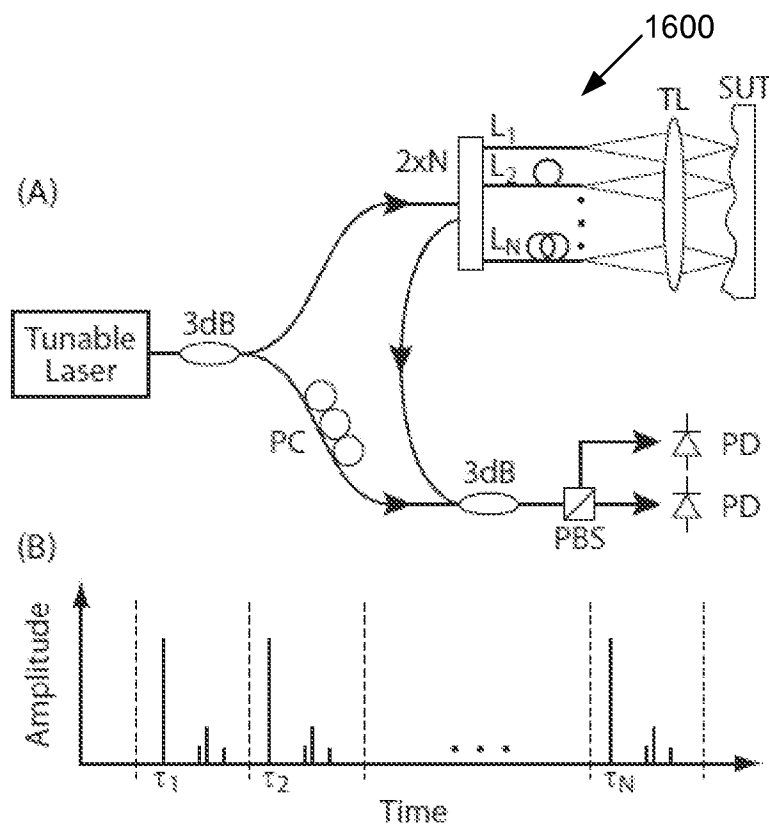 1600
SUT
TL
L1
2xN
L2
(A)
LN
3dB
Tunable
Laser
PC
3dB
PD
PD
PBS
(B)
Amplitude
τ1
τ2
τN
Time